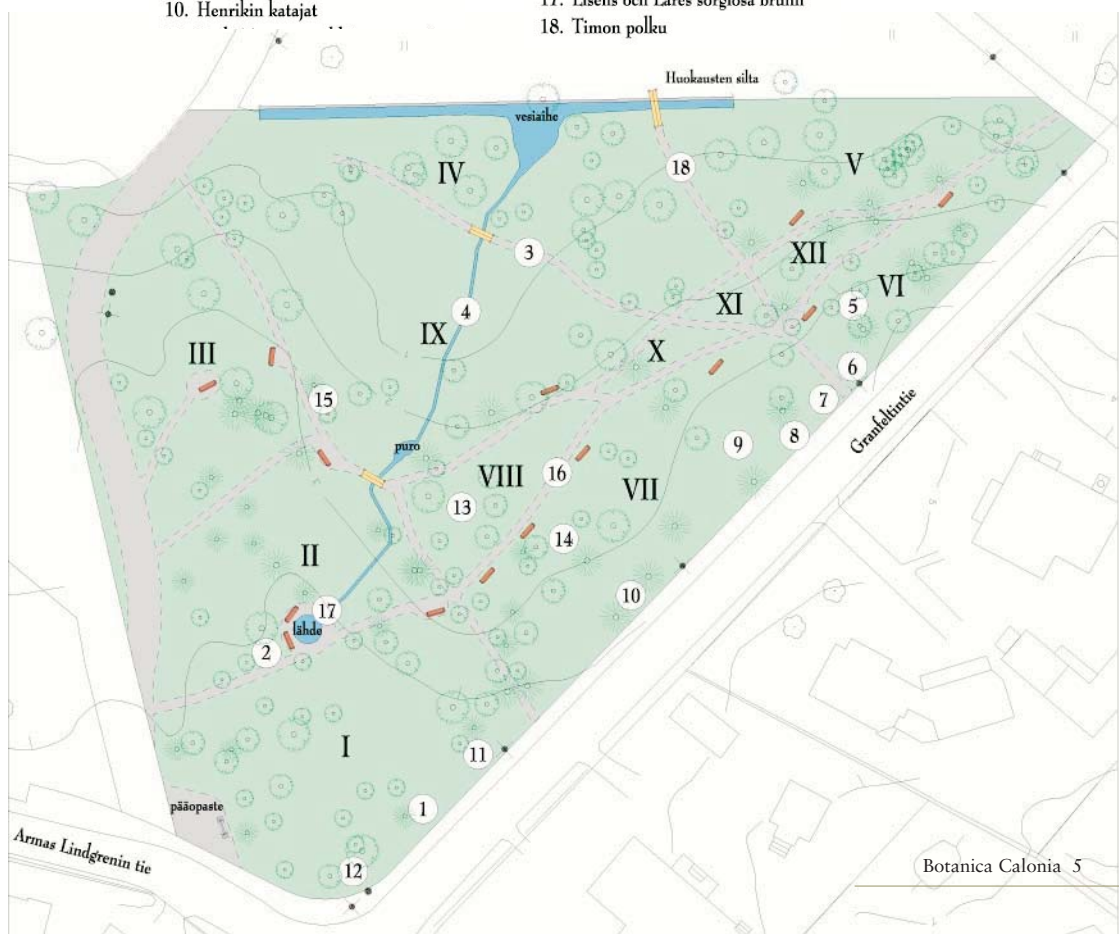 10. Henrikin katajat
17. Lisens och Lares sorglösa brunn
18. Timon polku
Huokausten silta
vesiaihe
IV
18
V
3
XII
4
XI
VI
5
IX
III
X
6
15
7
puro
9
8
Granfeltintie
VIII
16
VII
13
14
II
17
10
lähde
2
11
I
pääopaste
1
Armas Lindgrenin tie
12
Botanica Calonia 5